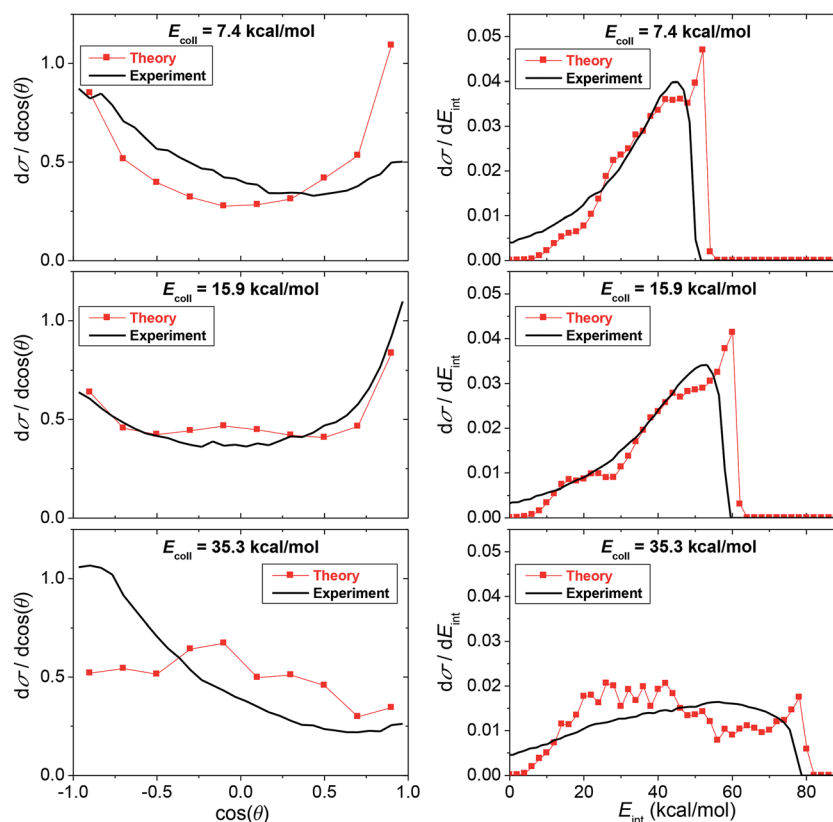 E_coll = 7.4 kcal/mol
Theory
Experiment
dσ / dcos(θ)
1.0
0.5
0.0
E_coll = 7.4 kcal/mol
Theory
Experiment
dσ / dE_int
0.05
0.04
0.03
0.02
0.01
0.00
E_coll = 15.9 kcal/mol
Theory
Experiment
dσ / dcos(θ)
1.0
0.5
0.0
E_coll = 15.9 kcal/mol
Theory
Experiment
dσ / dE_int
0.05
0.04
0.03
0.02
0.01
0.00
E_coll = 35.3 kcal/mol
Theory
Experiment
dσ / dcos(θ)
1.0
0.5
0.0
-1.0 -0.5 0.0 0.5 1.0
cos(θ)
E_coll = 35.3 kcal/mol
Theory
Experiment
dσ / dE_int
0.05
0.04
0.03
0.02
0.01
0.00
0 20 40 60 80
E_int (kcal/mol)